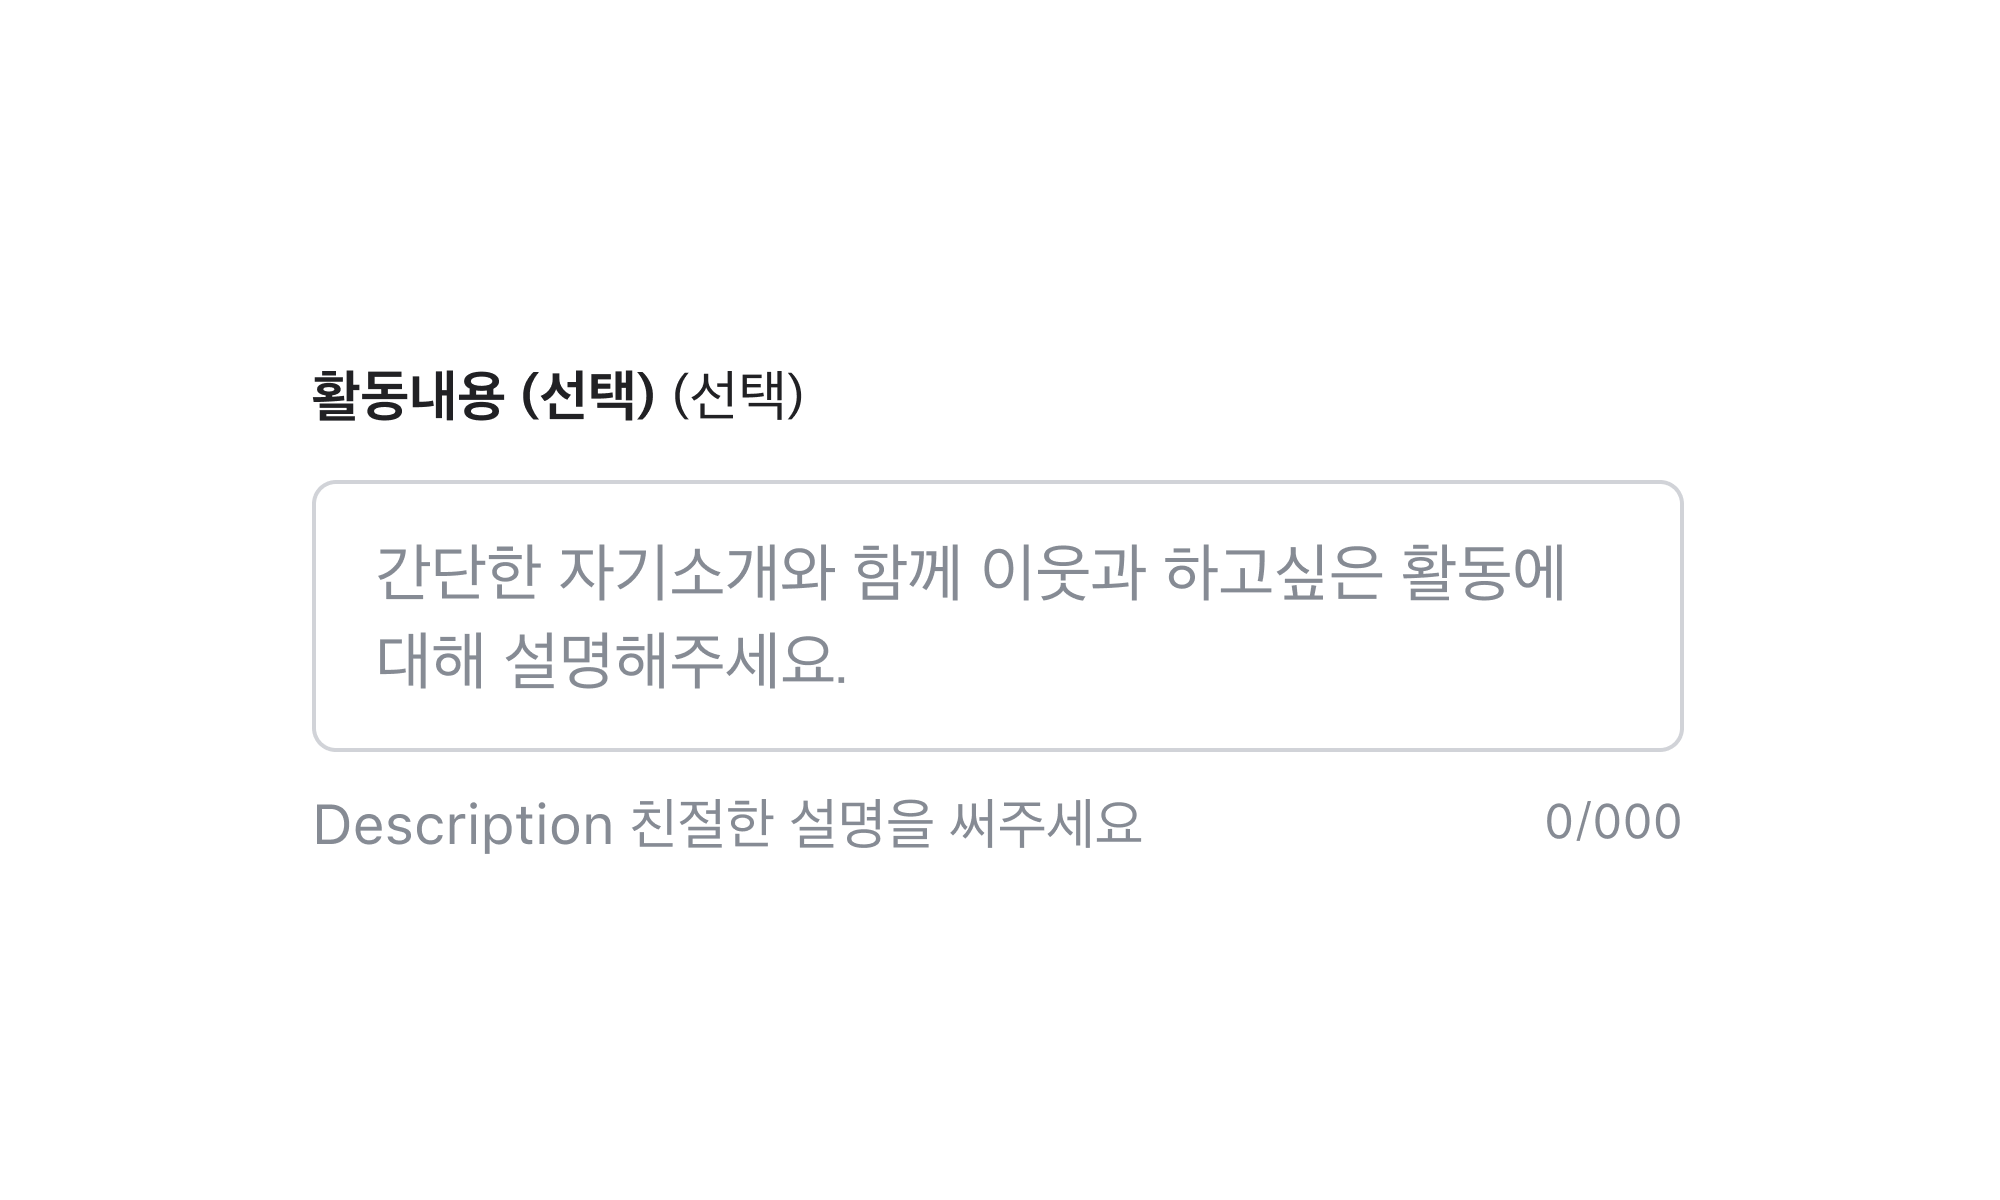 활동내용 (선택) (선택)
간단한 자기소개와 함께 이웃과 하고싶은 활동에
대해 설명해주세요.
Description 친절한 설명을 써주세요 0/000